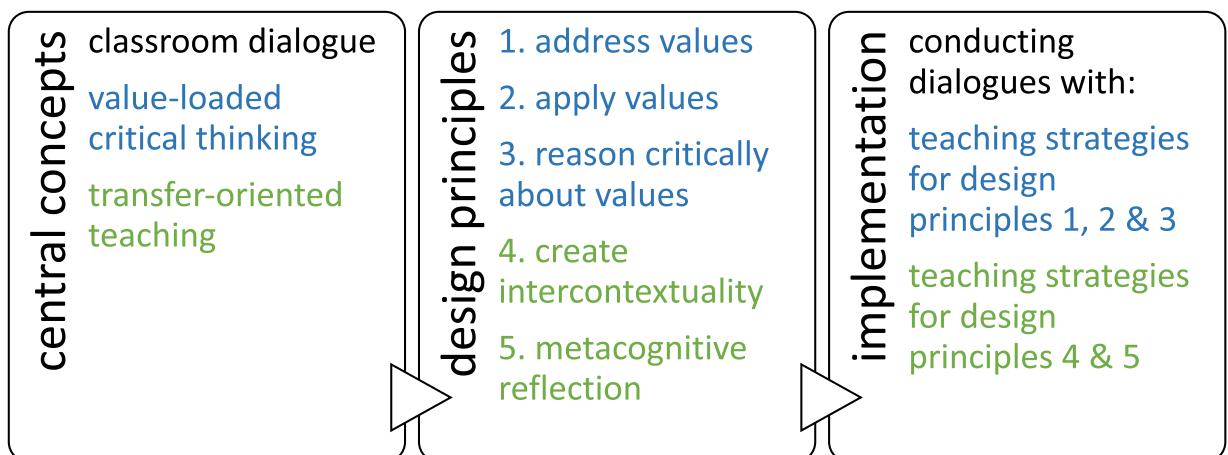 central concepts
classroom dialogue
value-loaded
critical thinking
transfer-oriented
teaching
design principles
1. address values
2. apply values
3. reason critically
about values
4. create
intercontextuality
5. metacognitive
reflection
implementation
conducting
dialogues with:
teaching strategies
for design
principles 1, 2 & 3
teaching strategies
for design
principles 4 & 5